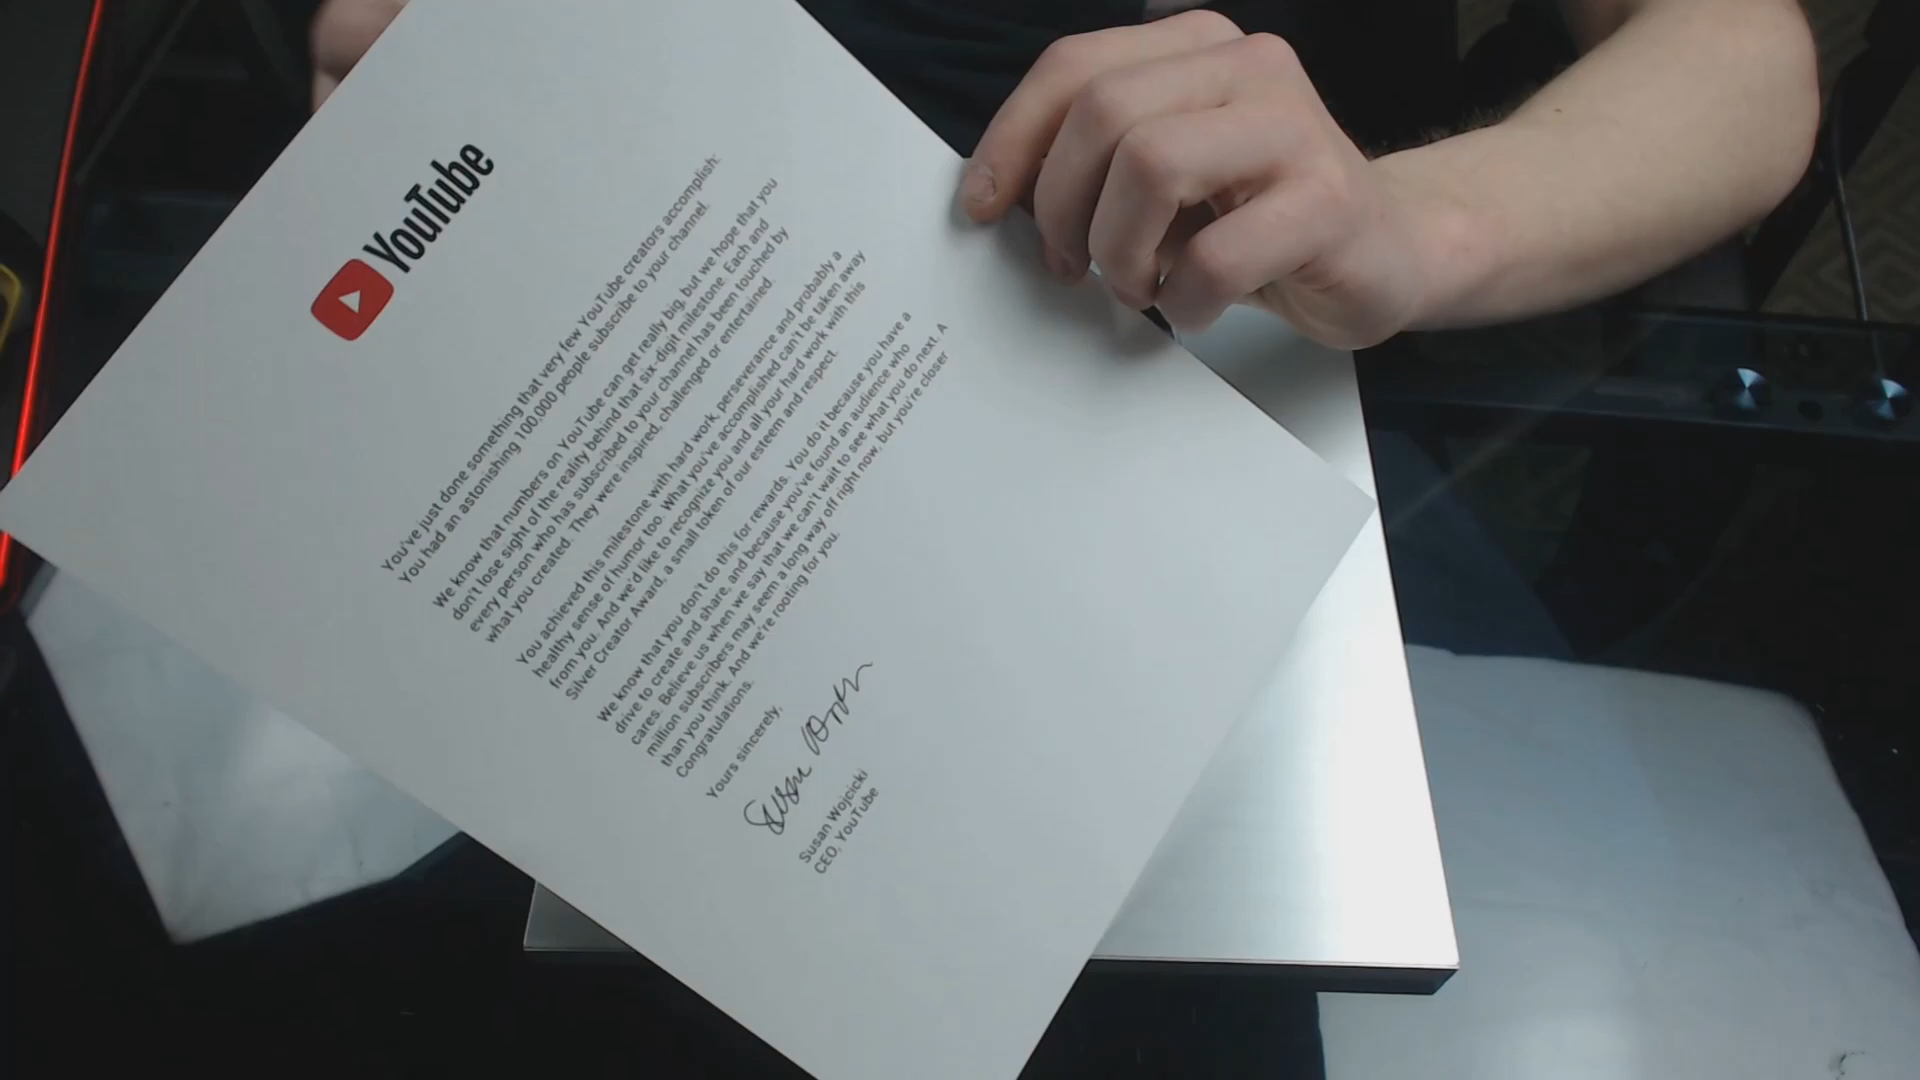 YouTube
You've just done something that very few YouTube creators accomplish:
You had an astonishing 100,000 people subscribe to your channel.
We know that numbers on YouTube can get really big, but we hope that you
don't lose sight of the reality behind that six-digit milestone. Each and
every person who has subscribed to your channel has been touched by
what you created. They were inspired, challenged or entertained.
You achieved this milestone with hard work, perseverance and probably a
healthy sense of humor too. What you've accomplished can't be taken away
from you. And we'd like to recognize you and all your hard work with this
Silver Creator Award, a small token of our esteem and respect.
We know that you don't do this for rewards. You do it because you have a
drive to create and share, and because you've found an audience who
cares. Believe us when we say that we can't wait to see what you do next. A
million subscribers may seem a long way off right now, but you're closer
than you think. And we're rooting for you.
Congratulations.
Yours sincerely,
Susan Wojcicki
CEO, YouTube